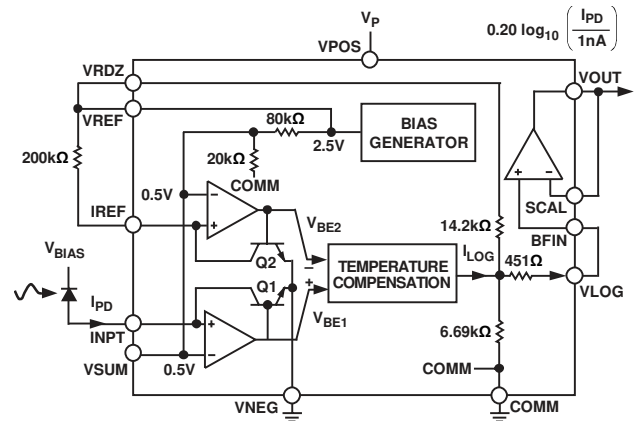 V_P
0.20 log_10 (I_PD / 1nA)
VPOS
VRDZ
VOUT
VREF
80kΩ
2.5V
BIAS
GENERATOR
200kΩ
20kΩ
COMM
0.5V
SCAL
IREF
V_BE2
14.2kΩ
BFIN
V_BIAS
Q2
I_LOG
451Ω
TEMPERATURE
COMPENSATION
Q1
I_PD
VLOG
INPT
V_BE1
6.69kΩ
VSUM
0.5V
COMM
VNEG
COMM
+
−
−
+
−
+
+
−